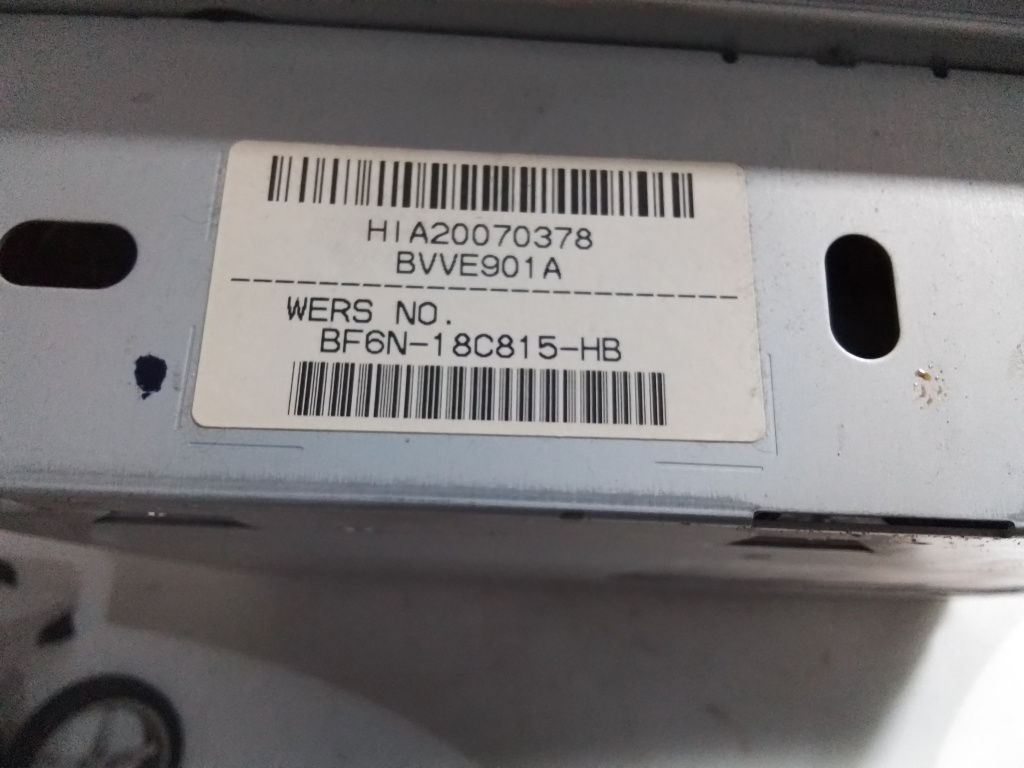 HIA20070378
BVVE901A
WERS NO.
BF6N-18C815-HB